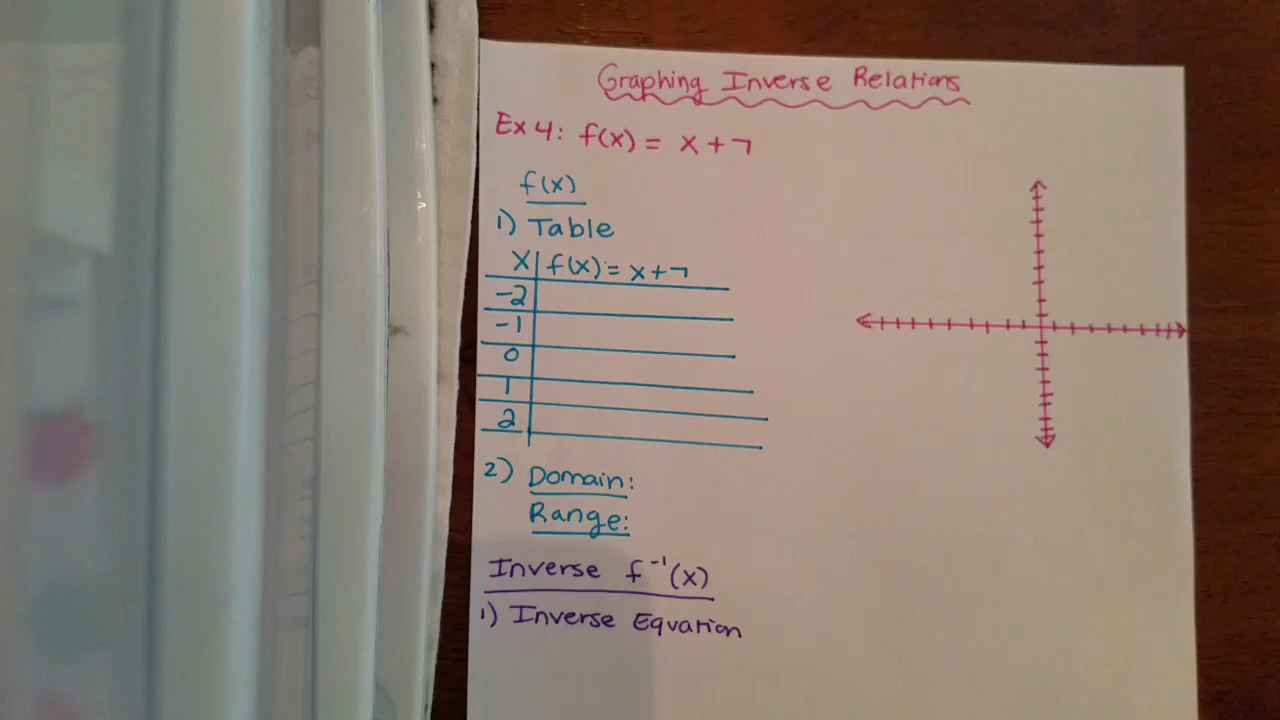 Graphing Inverse Relations
Ex 4: f(x) = x + 7
f(x)
1) Table
x f(x) = x + 7
-2
-1
0
1
2
2) Domain:
Range:
Inverse f⁻¹(x)
1) Inverse Equation